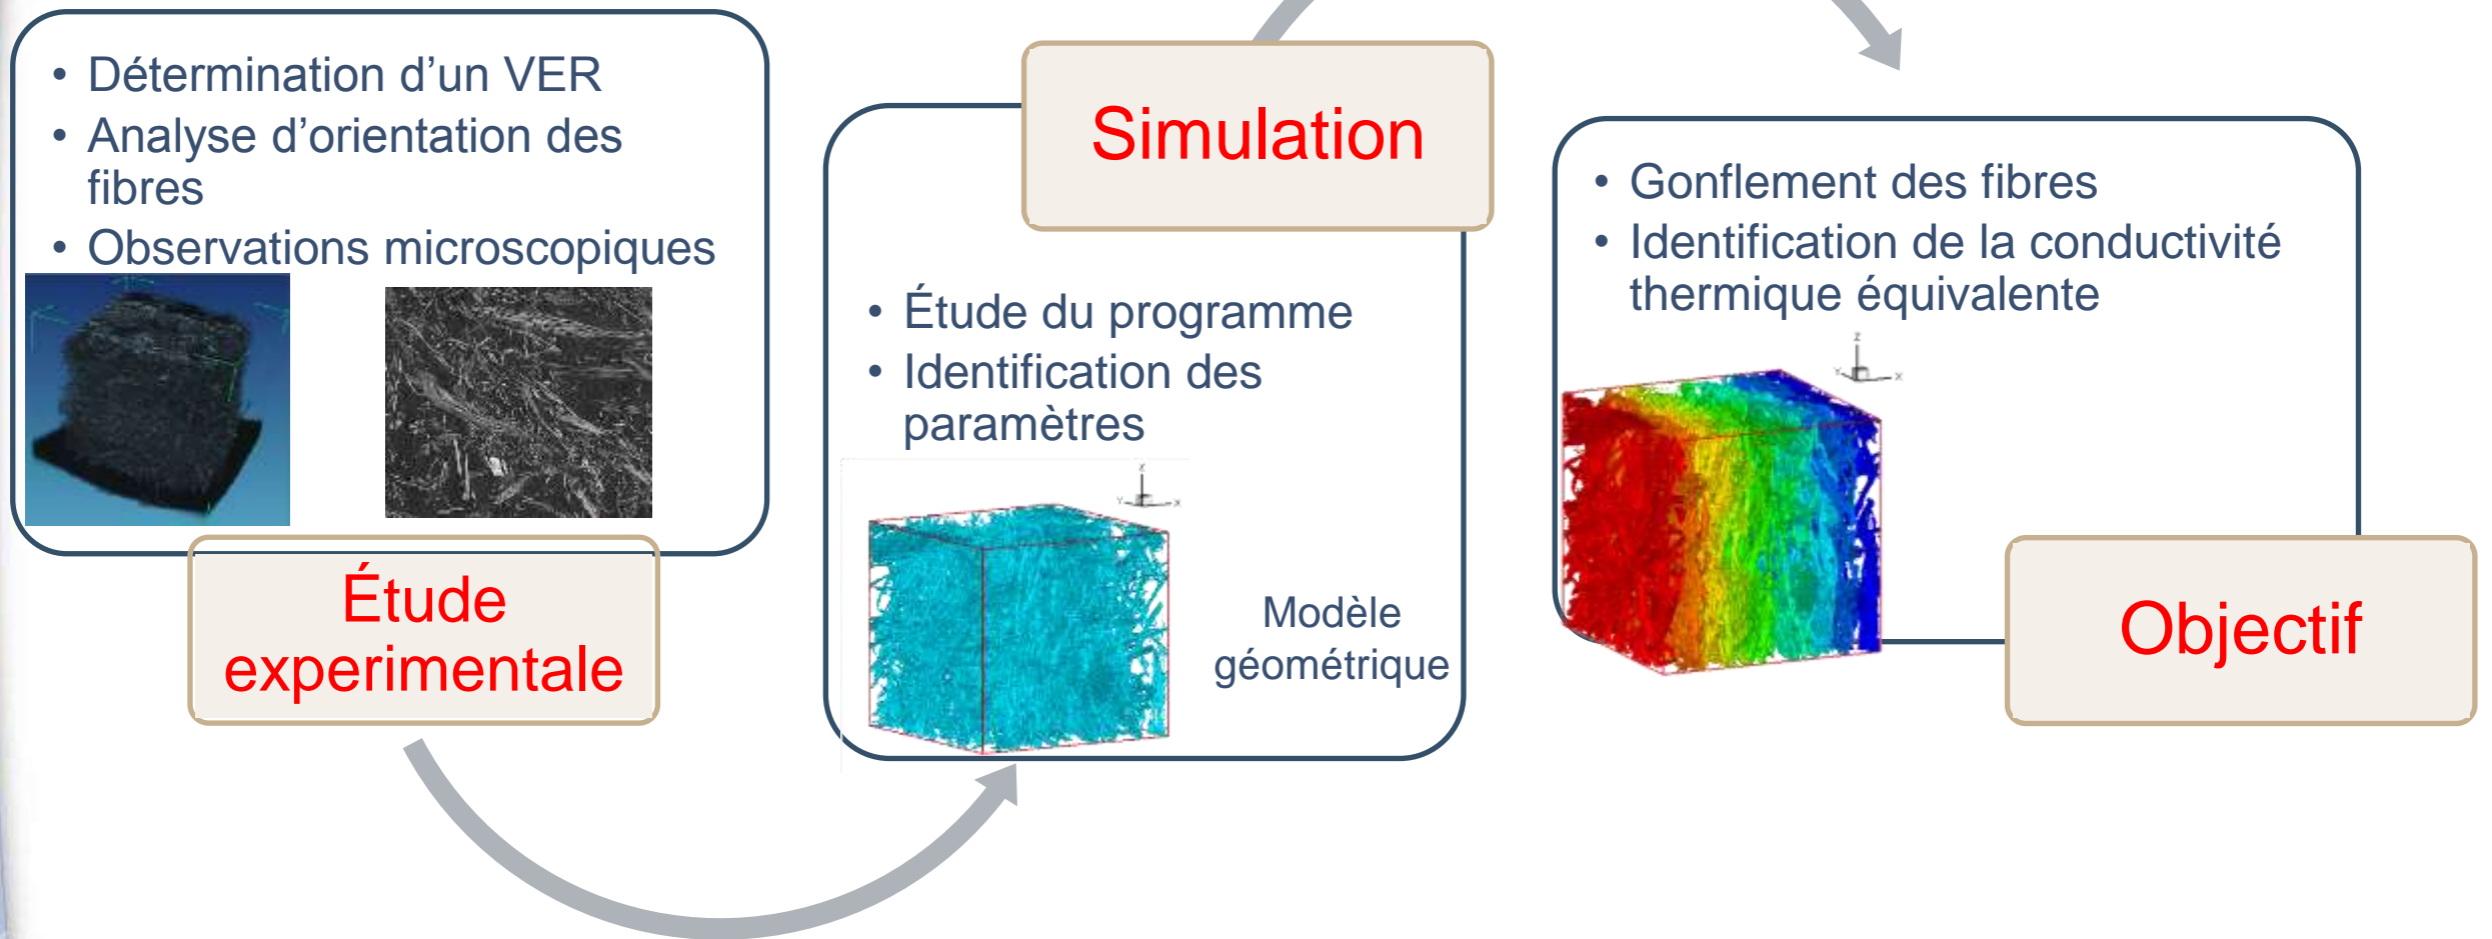 • Détermination d’un VER
• Analyse d’orientation des
fibres
• Observations microscopiques
Étude
experimentale
Simulation
• Étude du programme
• Identification des
paramètres
Z
Y
X
Modèle
géométrique
• Gonflement des fibres
• Identification de la conductivité
thermique équivalente
Z
Y
X
Objectif